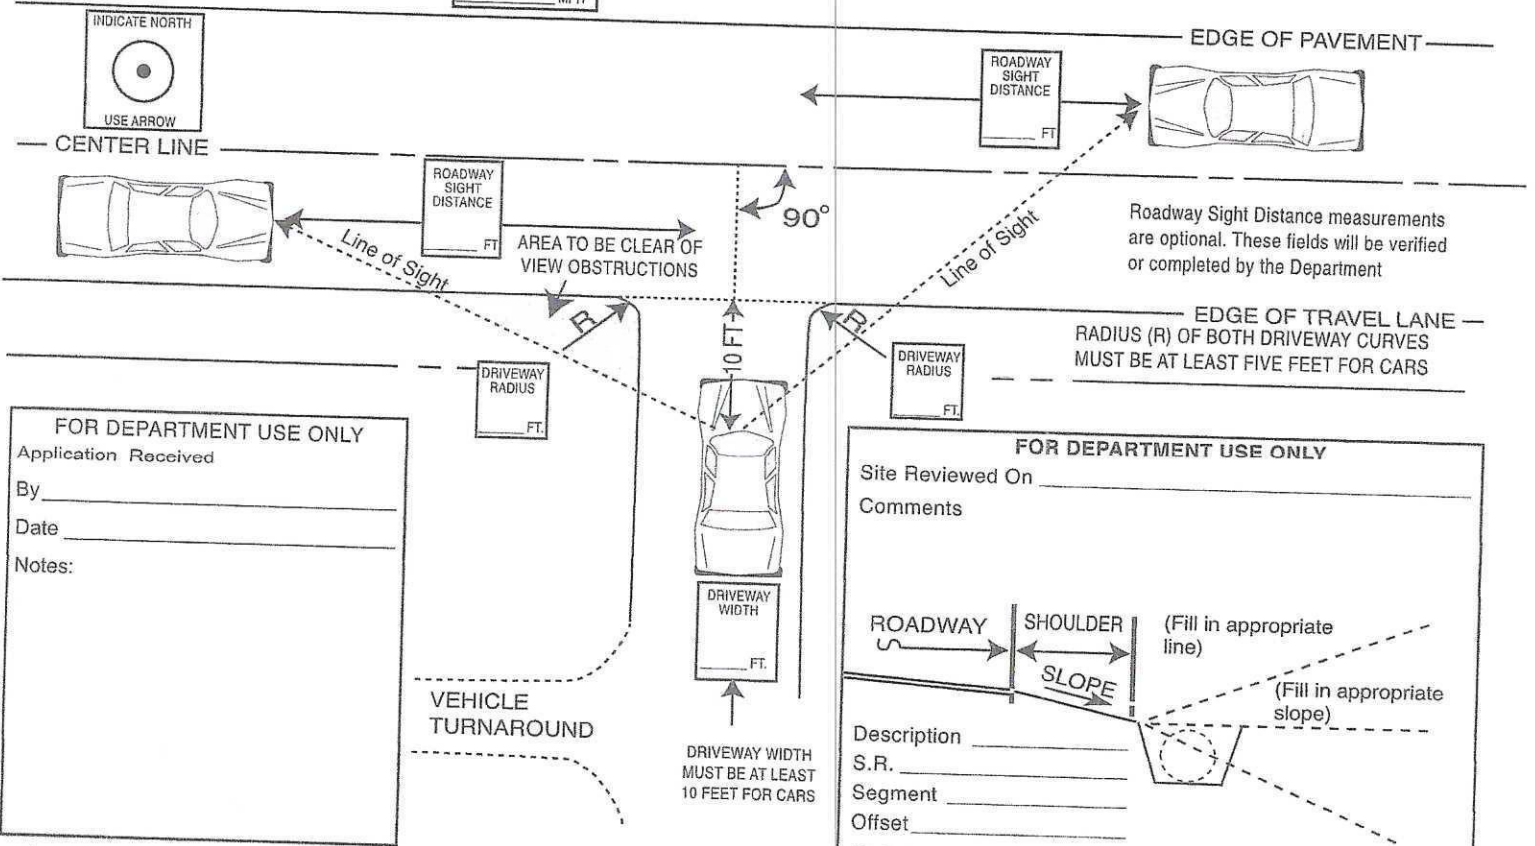 MPH
INDICATE NORTH
USE ARROW
EDGE OF PAVEMENT
ROADWAY
SIGHT
DISTANCE
FT
CENTER LINE
ROADWAY
SIGHT
DISTANCE
FT
90°
Line of Sight
AREA TO BE CLEAR OF
VIEW OBSTRUCTIONS
Line of Sight
Roadway Sight Distance measurements
are optional. These fields will be verified
or completed by the Department
EDGE OF TRAVEL LANE
RADIUS (R) OF BOTH DRIVEWAY CURVES
MUST BE AT LEAST FIVE FEET FOR CARS
R
10 FT
R
DRIVEWAY
RADIUS
FT.
DRIVEWAY
RADIUS
FT.
FOR DEPARTMENT USE ONLY
Application Received
By
Date
Notes:
DRIVEWAY
WIDTH
FT.
VEHICLE
TURNAROUND
DRIVEWAY WIDTH
MUST BE AT LEAST
10 FEET FOR CARS
FOR DEPARTMENT USE ONLY
Site Reviewed On
Comments
ROADWAY
SHOULDER
(Fill in appropriate
line)
SLOPE
(Fill in appropriate
slope)
Description
S.R.
Segment
Offset